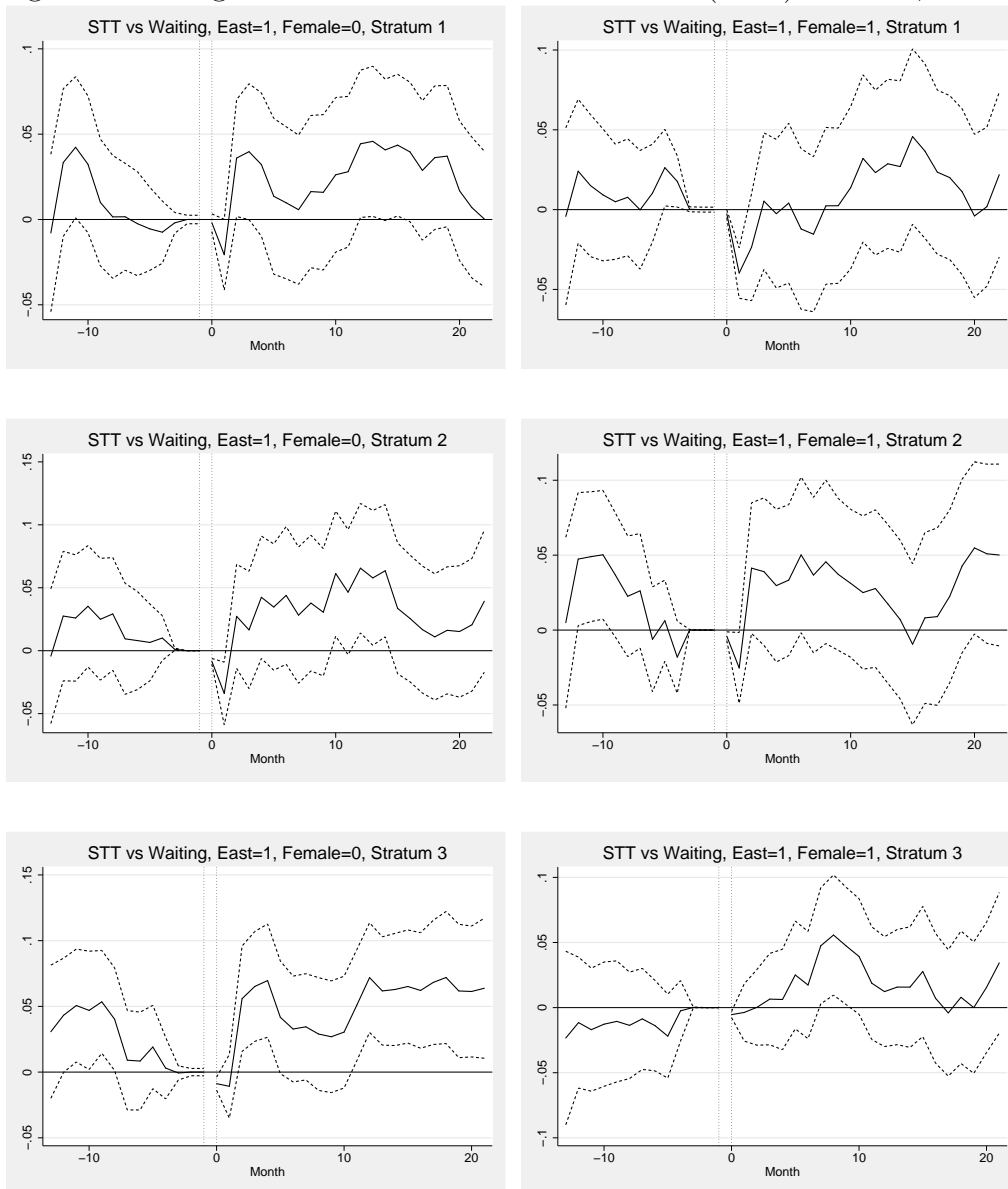 STT vs Waiting, East=1, Female=0, Stratum 1
.1
.05
0
−.05
−10 0 10 20
Month
STT vs Waiting, East=1, Female=1, Stratum 1
.1
.05
0
−.05
−10 0 10 20
Month
STT vs Waiting, East=1, Female=0, Stratum 2
.15
.1
.05
0
−.05
−10 0 10 20
Month
STT vs Waiting, East=1, Female=1, Stratum 2
.1
.05
0
−.05
−10 0 10 20
Month
STT vs Waiting, East=1, Female=0, Stratum 3
.15
.1
.05
0
−.05
−10 0 10 20
Month
STT vs Waiting, East=1, Female=1, Stratum 3
.1
.05
0
−.05
−.1
−10 0 10 20
Month